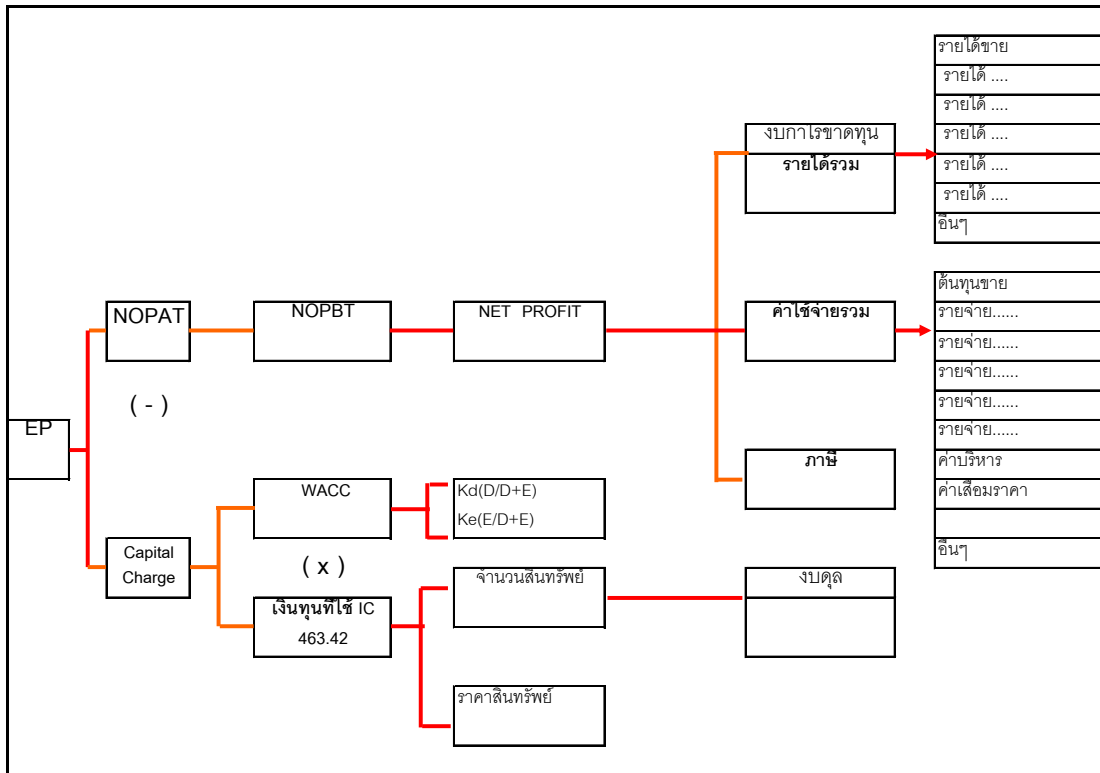 รายได้ขาย
รายได้ ....
รายได้ ....
รายได้ ....
รายได้ ....
รายได้ ....
อื่นๆ
งบกาไรขาดทุน
รายได้รวม
ต้นทุนขาย
รายจ่าย......
รายจ่าย......
รายจ่าย......
รายจ่าย......
รายจ่าย......
ค่าบริหาร
ค่าเสื่อมราคา
อื่นๆ
NOPAT
NOPBT
NET PROFIT
ค่าใช้จ่ายรวม
( - )
EP
ภาษี
WACC
Kd(D/D+E)
Ke(E/D+E)
Capital
Charge
( x )
เงินทุนที่ใช้ IC
463.42
จำนวนสินทรัพย์
งบดุล
ราคาสินทรัพย์